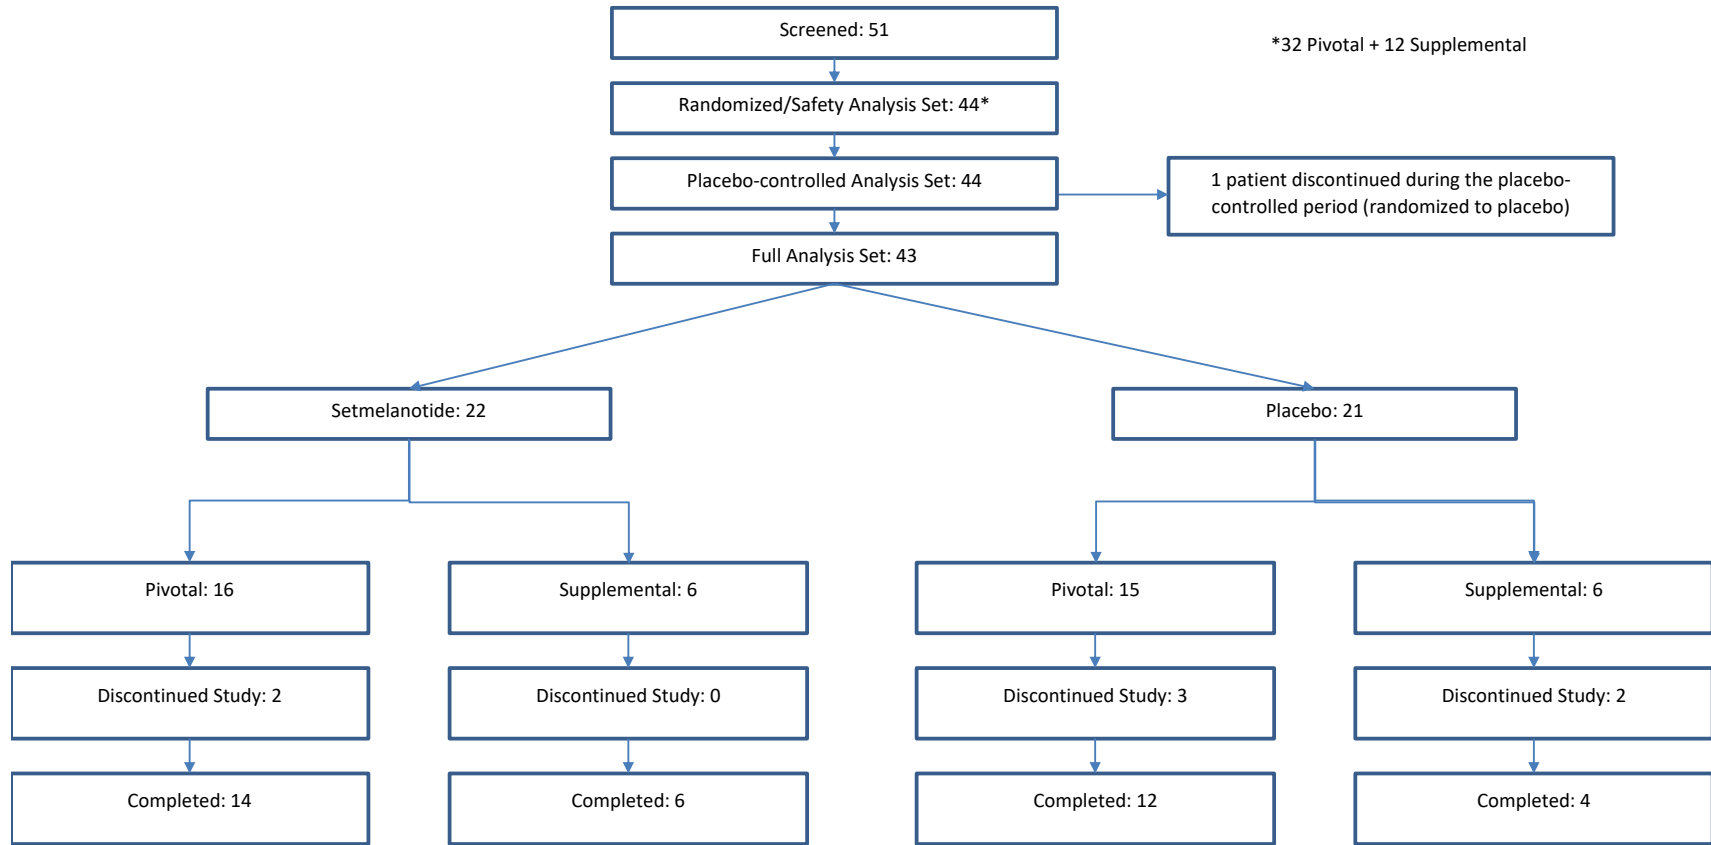 Screened: 51
*32 Pivotal + 12 Supplemental
Randomized/Safety Analysis Set: 44*
Placebo-controlled Analysis Set: 44
1 patient discontinued during the placebo-
controlled period (randomized to placebo)
Full Analysis Set: 43
Setmelanotide: 22
Placebo: 21
Pivotal: 16
Supplemental: 6
Pivotal: 15
Supplemental: 6
Discontinued Study: 2
Discontinued Study: 0
Discontinued Study: 3
Discontinued Study: 2
Completed: 14
Completed: 6
Completed: 12
Completed: 4